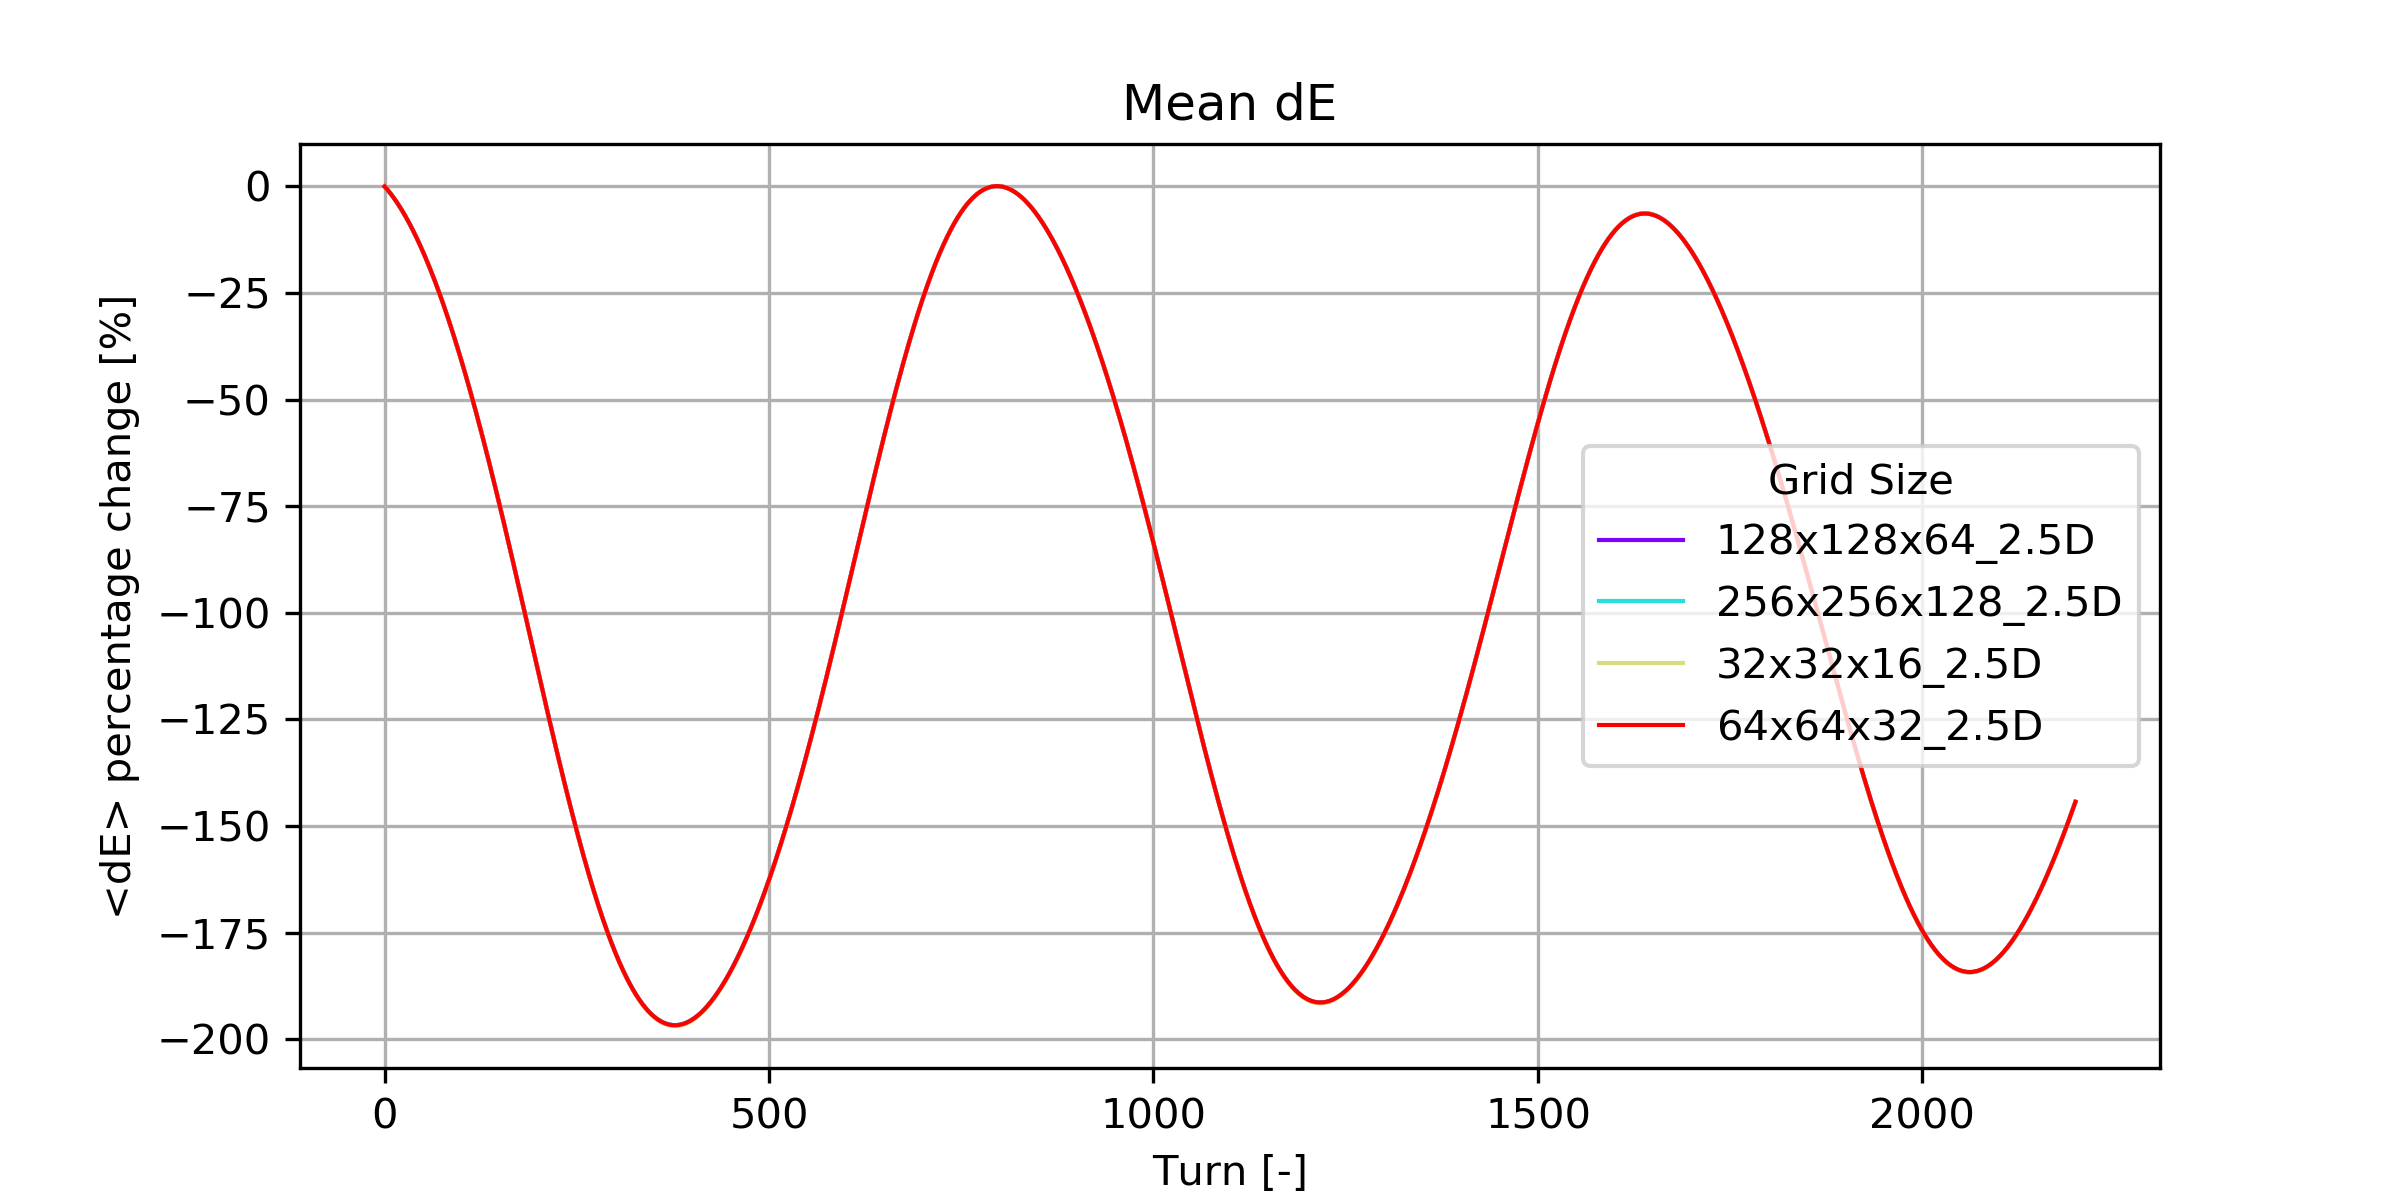 Mean dE
<dE> percentage change [%]
0
−25
−50
−75
−100
−125
−150
−175
−200
Grid Size
128x128x64_2.5D
256x256x128_2.5D
32x32x16_2.5D
64x64x32_2.5D
0 500 1000 1500 2000
Turn [-]